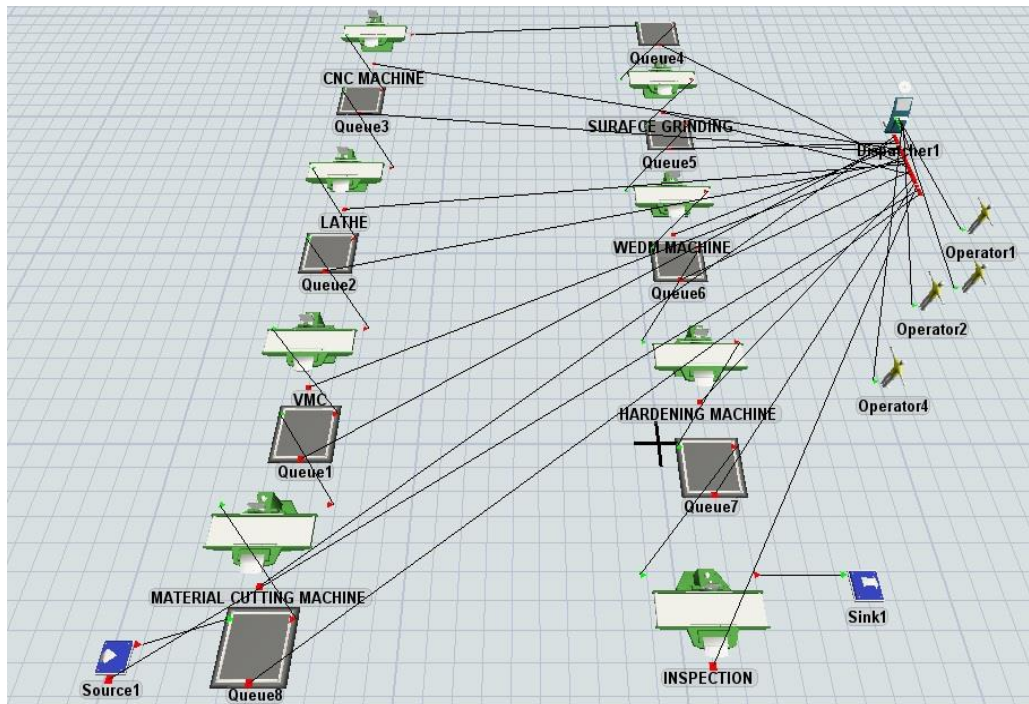 Queue4
CNC MACHINE
Queue3
SURAFCE GRINDING
Queue5
Dispatcher1
LATHE
Queue2
WEDM MACHINE
Queue6
Operator1
Operator2
VMC
Queue1
HARDENING MACHINE
Operator4
Queue7
MATERIAL CUTTING MACHINE
Sink1
Source1
Queue8
INSPECTION